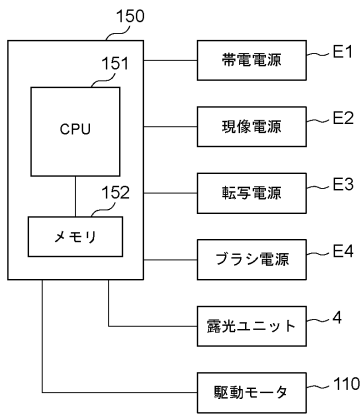 150
151
CPU
152
メモリ
帯電電源
E1
現像電源
E2
転写電源
E3
ブラシ電源
E4
露光ユニット
4
駆動モータ
110